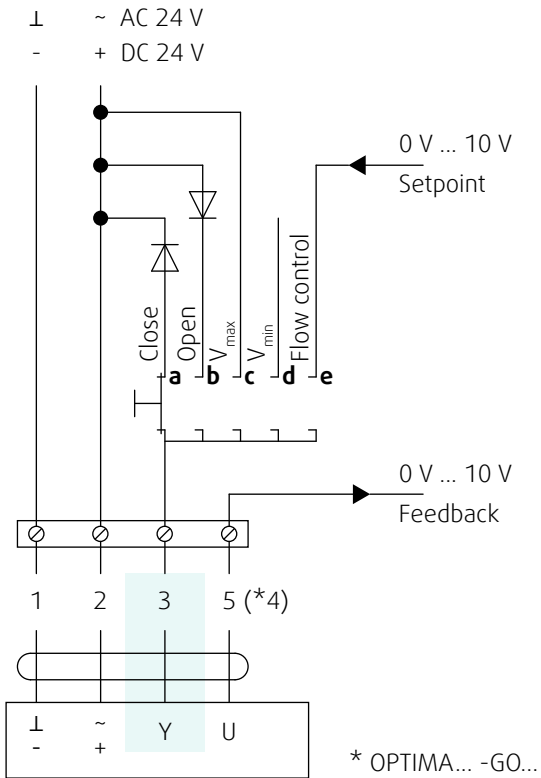 ⊥ ~ AC 24 V
- + DC 24 V
0 V ... 10 V
Setpoint
Close
Open
Vmax
Vmin
Flow control
a b c d e
0 V ... 10 V
Feedback
1 2 3 5 (*4)
⊥ ~ Y U
- +
* OPTIMA... -GO...